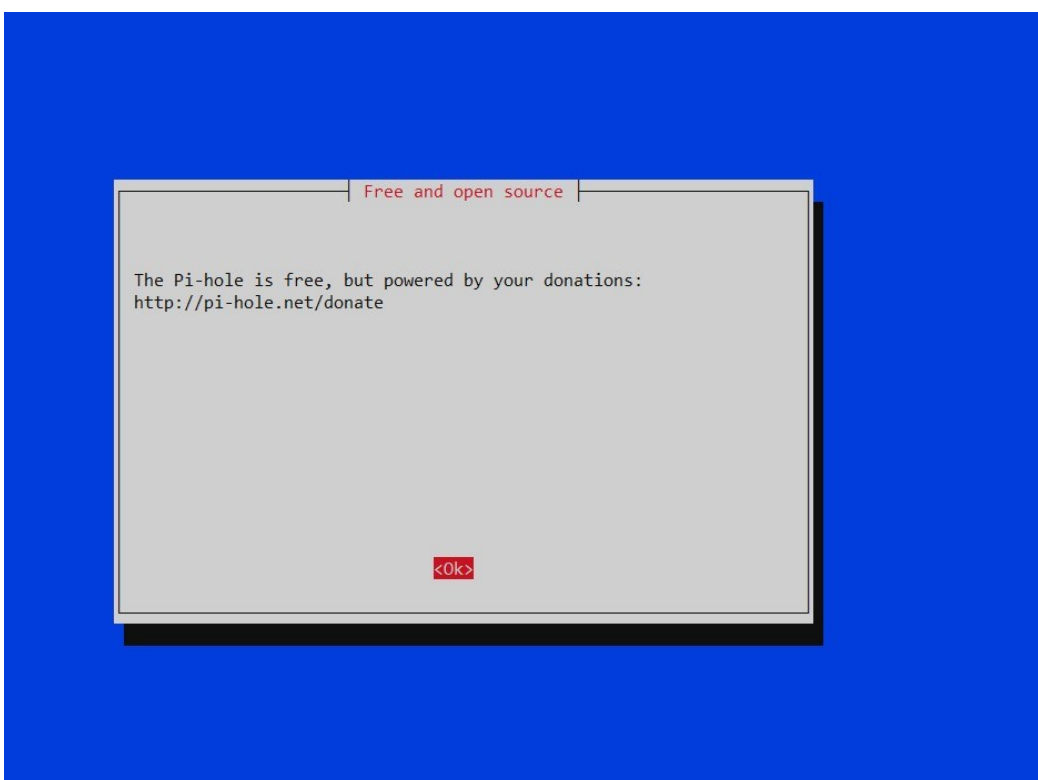 Free and open source
The Pi-hole is free, but powered by your donations:
http://pi-hole.net/donate
<Ok>